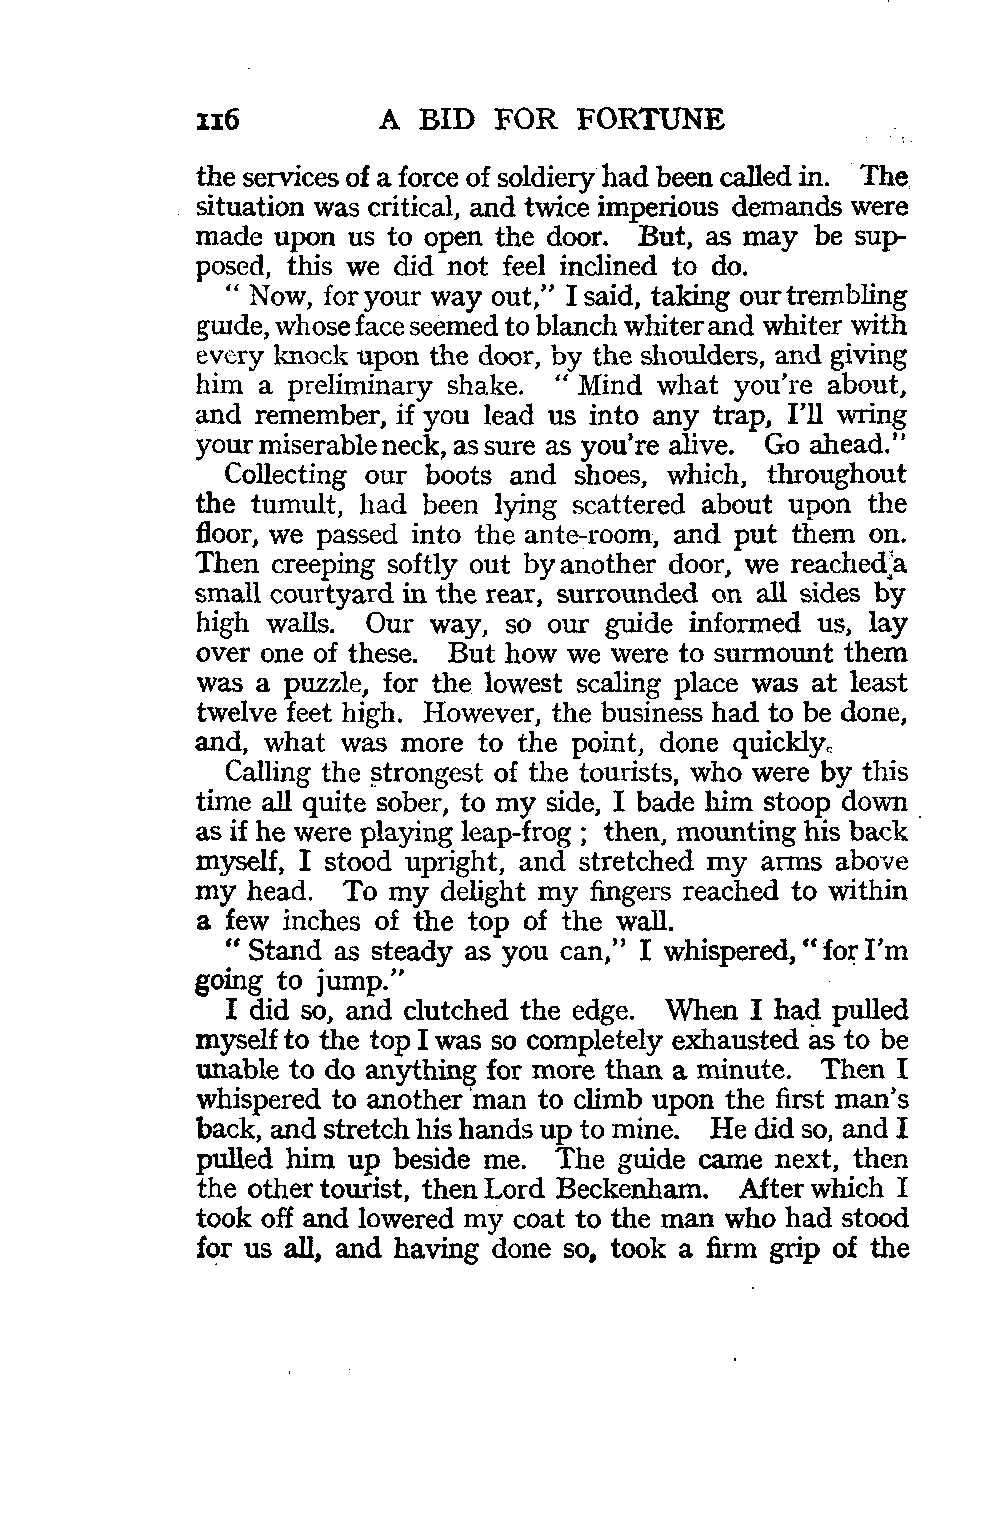 116 A BID FOR FORTUNE
the services of a force of soldiery had been called in. The
situation was critical, and twice imperious demands were
made upon us to open the door. But, as may be sup-
posed, this we did not feel inclined to do.
“ Now, for your way out,” I said, taking our trembling
guide, whose face seemed to blanch whiter and whiter with
every knock upon the door, by the shoulders, and giving
him a preliminary shake. “ Mind what you're about,
and remember, if you lead us into any trap, I'll wring
your miserable neck, as sure as you're alive. Go ahead.”
Collecting our boots and shoes, which, throughout
the tumult, had been lying scattered about upon the
floor, we passed into the ante-room, and put them on.
Then creeping softly out by another door, we reached a
small courtyard in the rear, surrounded on all sides by
high walls. Our way, so our guide informed us, lay
over one of these. But how we were to surmount them
was a puzzle, for the lowest scaling place was at least
twelve feet high. However, the business had to be done,
and, what was more to the point, done quickly.
Calling the strongest of the tourists, who were by this
time all quite sober, to my side, I bade him stoop down
as if he were playing leap-frog ; then, mounting his back
myself, I stood upright, and stretched my arms above
my head. To my delight my fingers reached to within
a few inches of the top of the wall.
“ Stand as steady as you can,” I whispered, “ for I'm
going to jump.”
I did so, and clutched the edge. When I had pulled
myself to the top I was so completely exhausted as to be
unable to do anything for more than a minute. Then I
whispered to another man to climb upon the first man's
back, and stretch his hands up to mine. He did so, and I
pulled him up beside me. The guide came next, then
the other tourist, then Lord Beckenham. After which I
took off and lowered my coat to the man who had stood
for us all, and having done so, took a firm grip of the